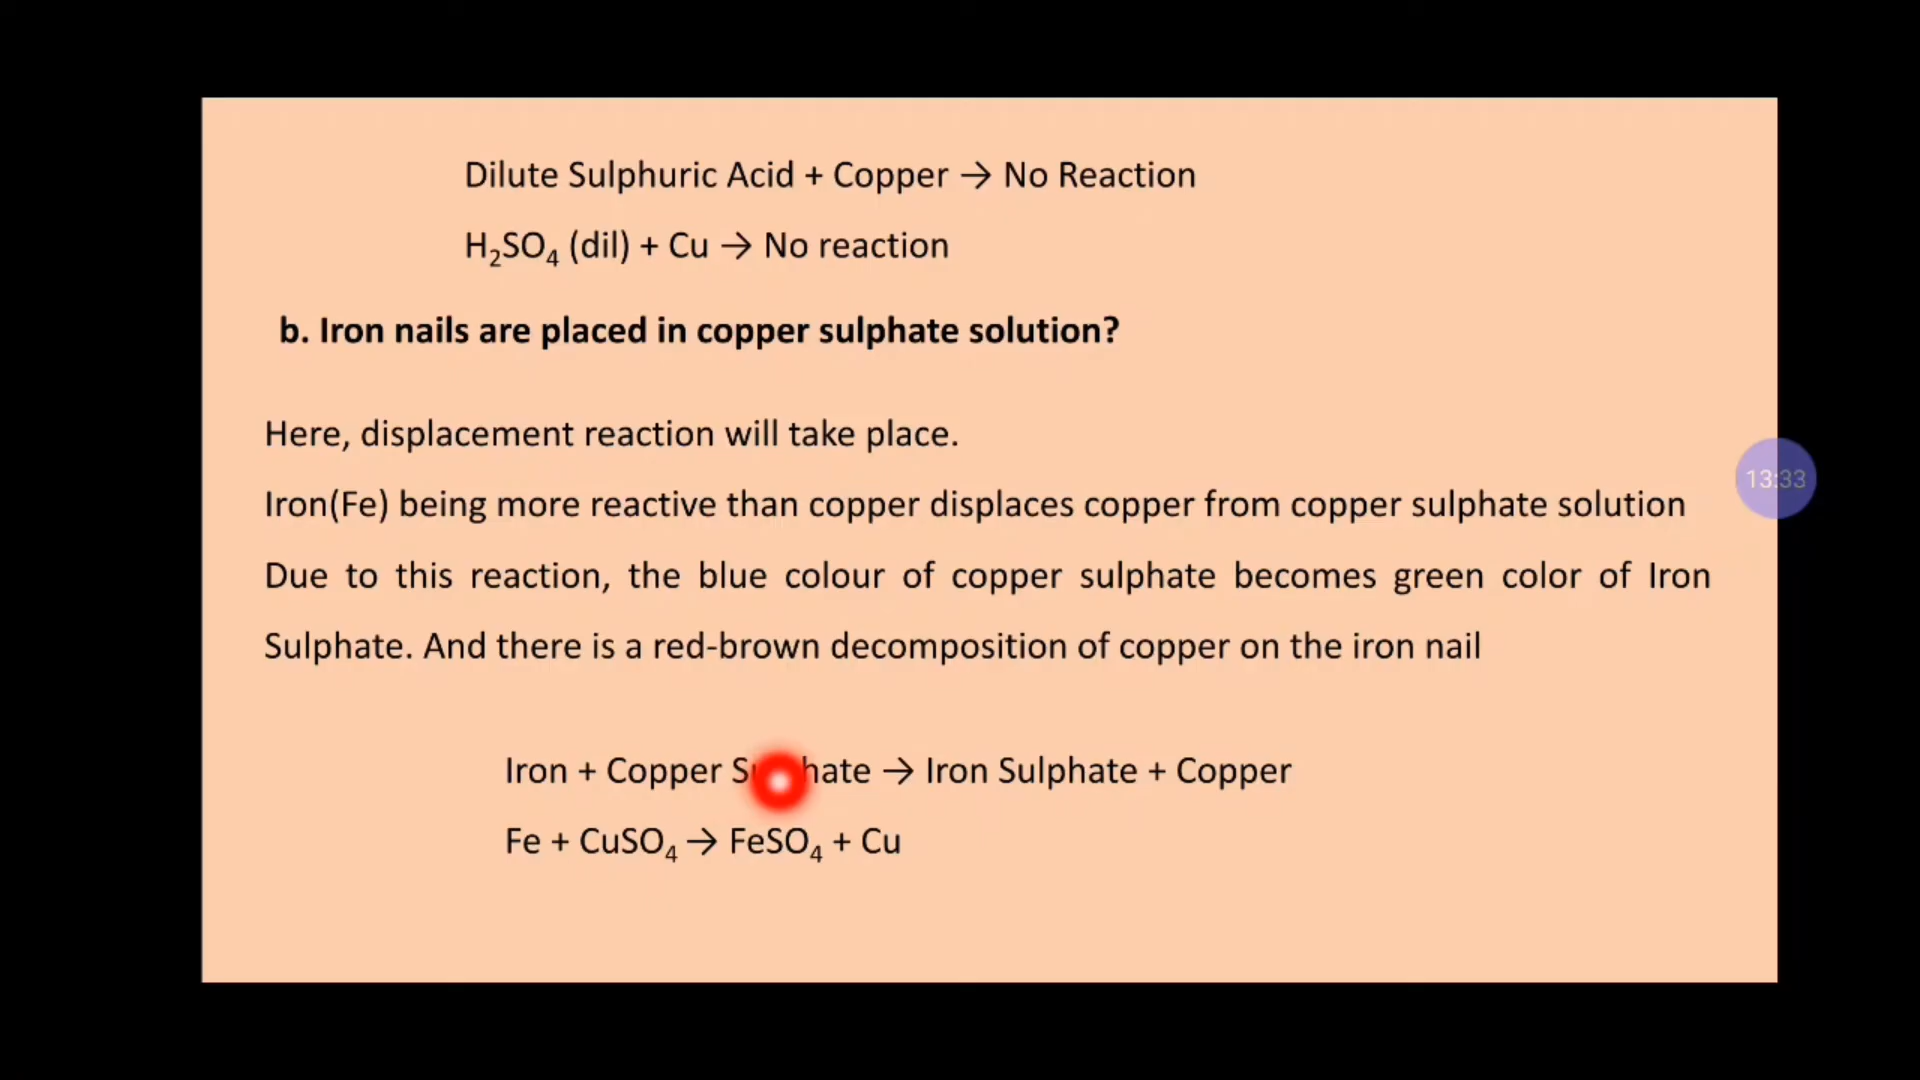 Dilute Sulphuric Acid + Copper → No Reaction
H₂SO₄ (dil) + Cu → No reaction
b. Iron nails are placed in copper sulphate solution?
Here, displacement reaction will take place.
Iron(Fe) being more reactive than copper displaces copper from copper sulphate solution
13:33
Due to this reaction, the blue colour of copper sulphate becomes green color of Iron
Sulphate. And there is a red-brown decomposition of copper on the iron nail
Iron + Copper → Iron Sulphate + Copper
Fe + CuSO₄ → FeSO₄ + Cu